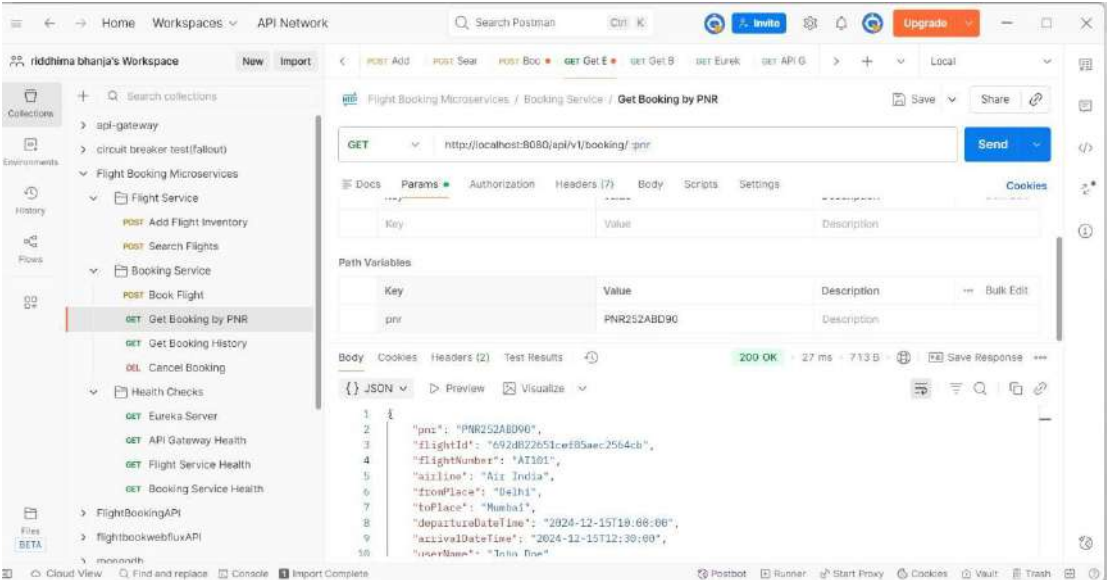 Home Workspaces API Network Search Postman Ctrl K Invite Upgrade
riddhima bhanja's Workspace New Import POST Add POST Sear POST Boc GET Get E GET Get B GET Eurek GET API G Local
Collections
Environments
History
Flows
Files
BETA
Search collections
api-gateway
circuit breaker test(fallout)
Flight Booking Microservices
Flight Service
POST Add Flight Inventory
POST Search Flights
Booking Service
POST Book Flight
GET Get Booking by PNR
GET Get Booking History
DEL Cancel Booking
Health Checks
GET Eureka Server
GET API Gateway Health
GET Flight Service Health
GET Booking Service Health
FlightBookingAPI
flightbookwebfluxAPI
HTTP Flight Booking Microservices / Booking Service / Get Booking by PNR Save Share
GET http://localhost:8080/api/v1/booking/:pnr Send
Docs Params Authorization Headers (7) Body Scripts Settings Cookies
Key Value Description
Path Variables
Key Value Description Bulk Edit
pnr PNR252ABD90 Description
Body Cookies Headers (2) Test Results 200 OK 27 ms 713 B Save Response
{} JSON Preview Visualize
1 {
2 "pnr": "PNR252ABD90",
3 "flightId": "692d822651cef85aec2564cb",
4 "flightNumber": "AI101",
5 "airline": "Air India",
6 "fromPlace": "Delhi",
7 "toPlace": "Mumbai",
8 "departureDateTime": "2024-12-15T10:00:00",
9 "arrivalDateTime": "2024-12-15T12:30:00",
10 "userName": "John Doe"
Cloud View Find and replace Console Import Complete Postbot Runner Start Proxy Cookies Vault Trash